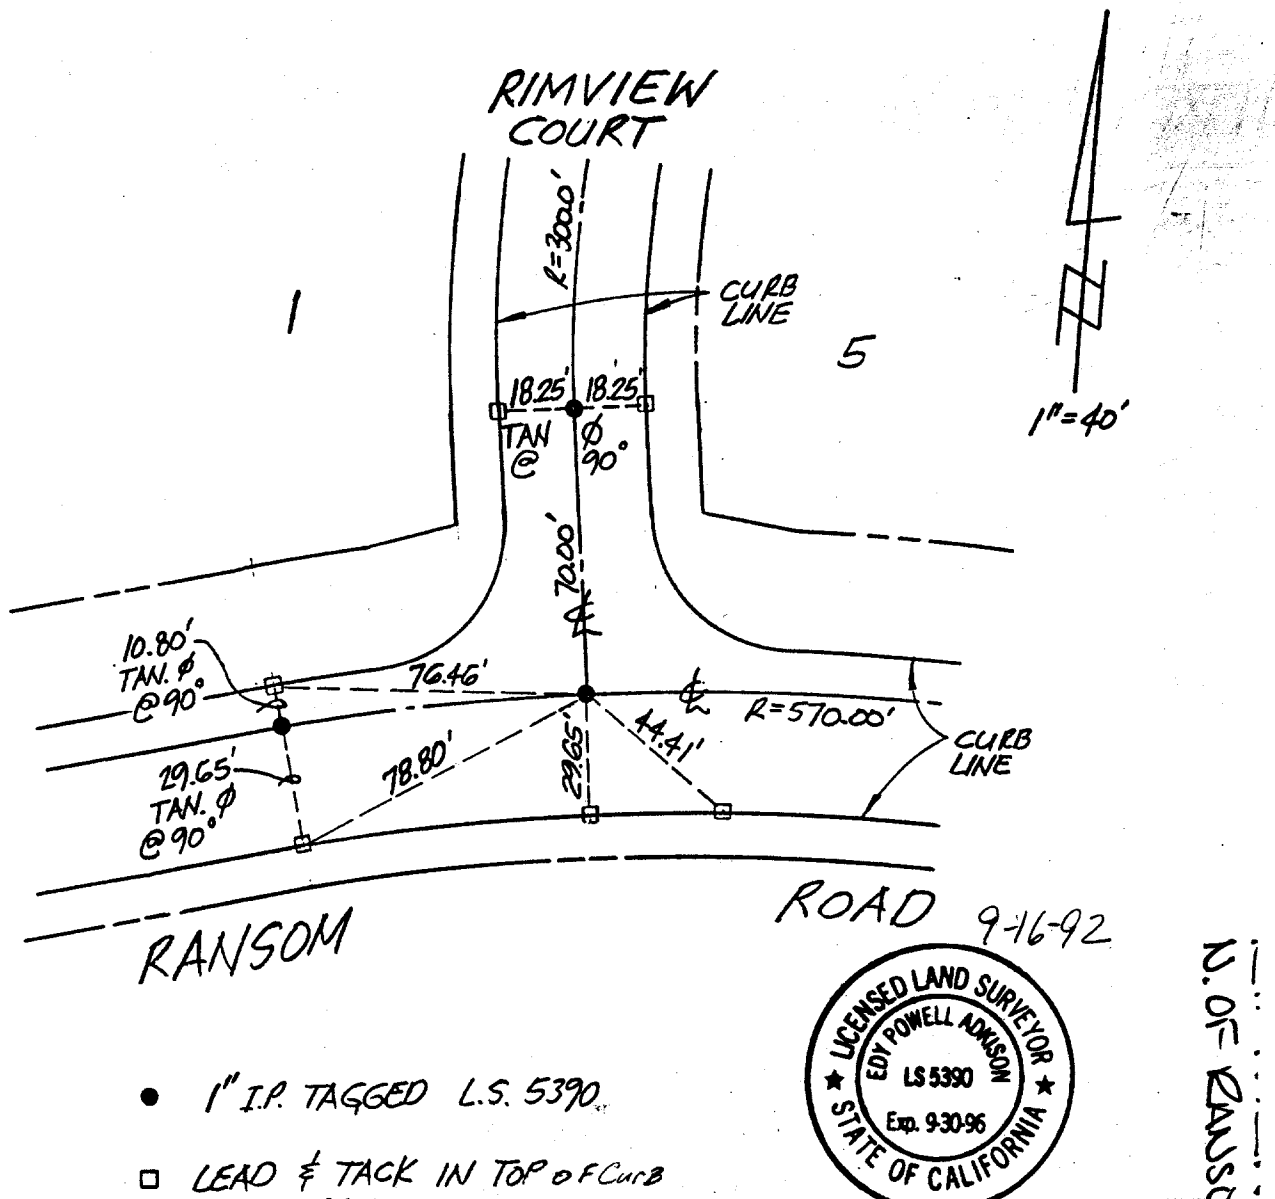 RIMVIEW
COURT
R=300.0'
CURB
LINE
1
5
1"=40'
18.25' 18.25'
TAN Ø
@ 90°
70.00'
℄
10.80'
TAN. Ø
@ 90°
76.46'
℄
R=570.00'
29.65'
TAN. Ø
@ 90°
78.80'
29.65'
44.41'
CURB
LINE
RANSOM ROAD
9-16-92
LICENSED LAND SURVEYOR
EDY POWELL ADKISON
LS 5390
Exp. 9-30-96
STATE OF CALIFORNIA
● 1" I.P. TAGGED L.S. 5390
□ LEAD & TACK IN TOP OF CURB
N. OF RANSO